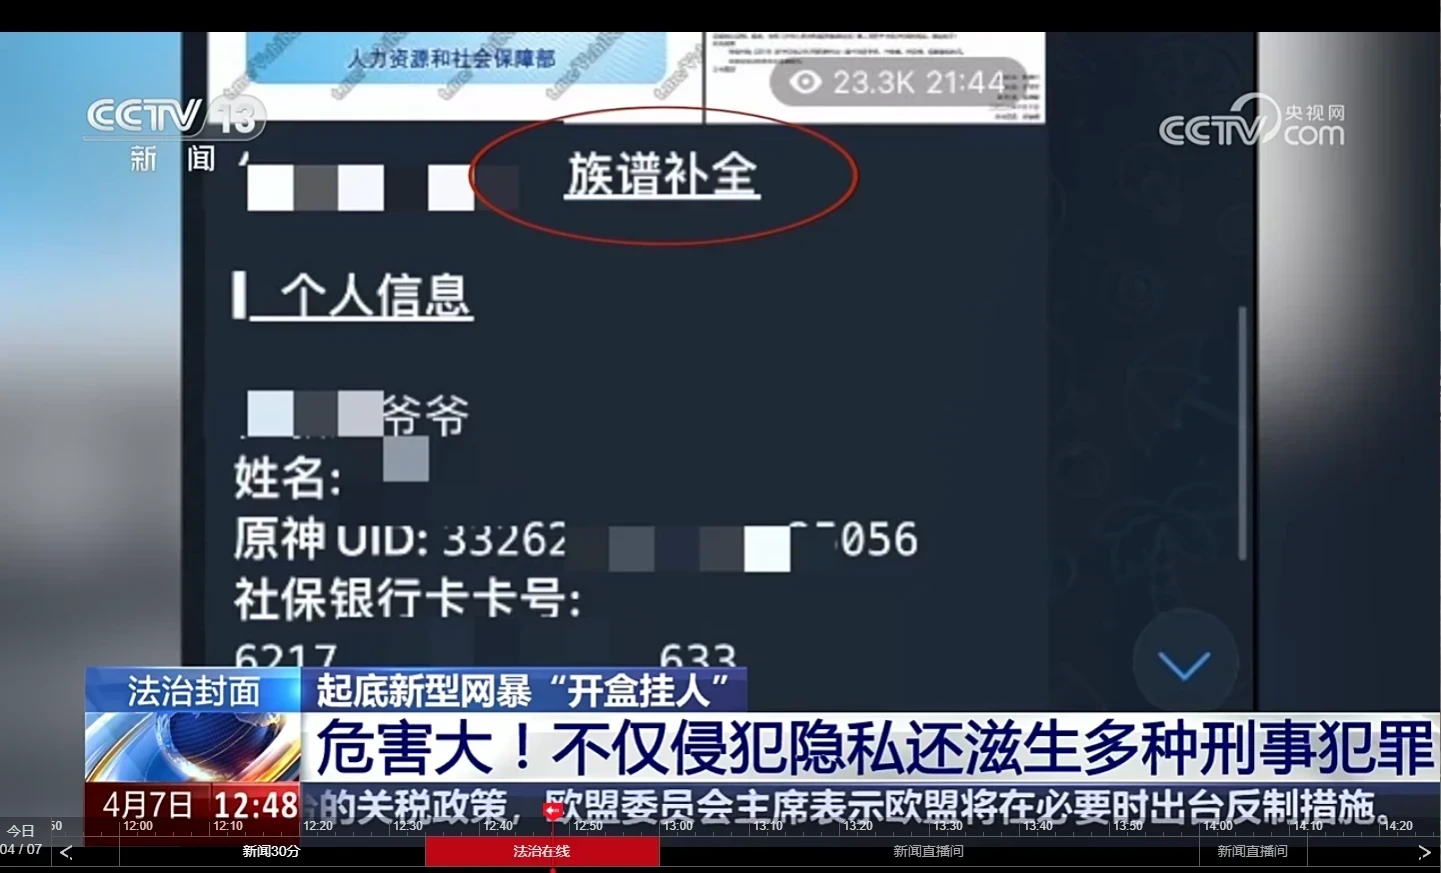 人力资源和社会保障部
23.3K 21:44
CCTV 13
新闻
央视网
CCTV com
族谱补全
个人信息
爷爷
姓名:
原神 UID: 33262 056
社保银行卡卡号:
6217 633
法治封面
起底新型网暴“开盒挂人”
危害大！不仅侵犯隐私还滋生多种刑事犯罪
4月7日 12:48
的关税政策，欧盟委员会主席表示欧盟将在必要时出台反制措施。
今日
04 / 07
50 12:00 12:10 12:20 12:30 12:40 12:50 13:00 13:10 13:20 13:30 13:40 13:50 14:00 14:10 14:20
< 新闻30分 法治在线 新闻直播间 新闻直播间 >